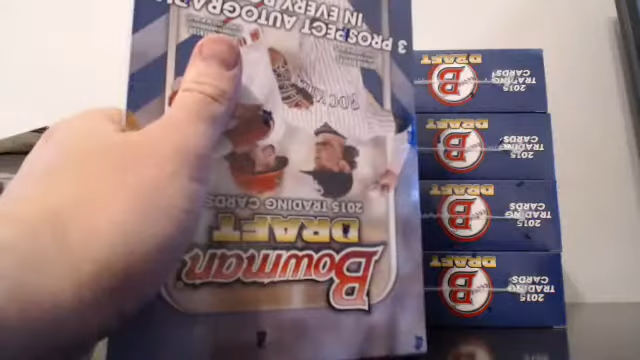 3 PROSPECT AUTOGRAPHS
IN EVERY
ROCKIES
2015 TRADING CARDS
DRAFT
Bowman
DRAFT
B
2015
TRADING
CARDS
DRAFT
B
2015
TRADING
CARDS
DRAFT
B
2015
TRADING
CARDS
DRAFT
B
2015
TRADING
CARDS